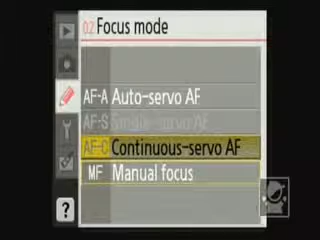 02 Focus mode
AF-A Auto-servo AF
AF-S Single-servo AF
AF-C Continuous-servo AF
MF Manual focus
?